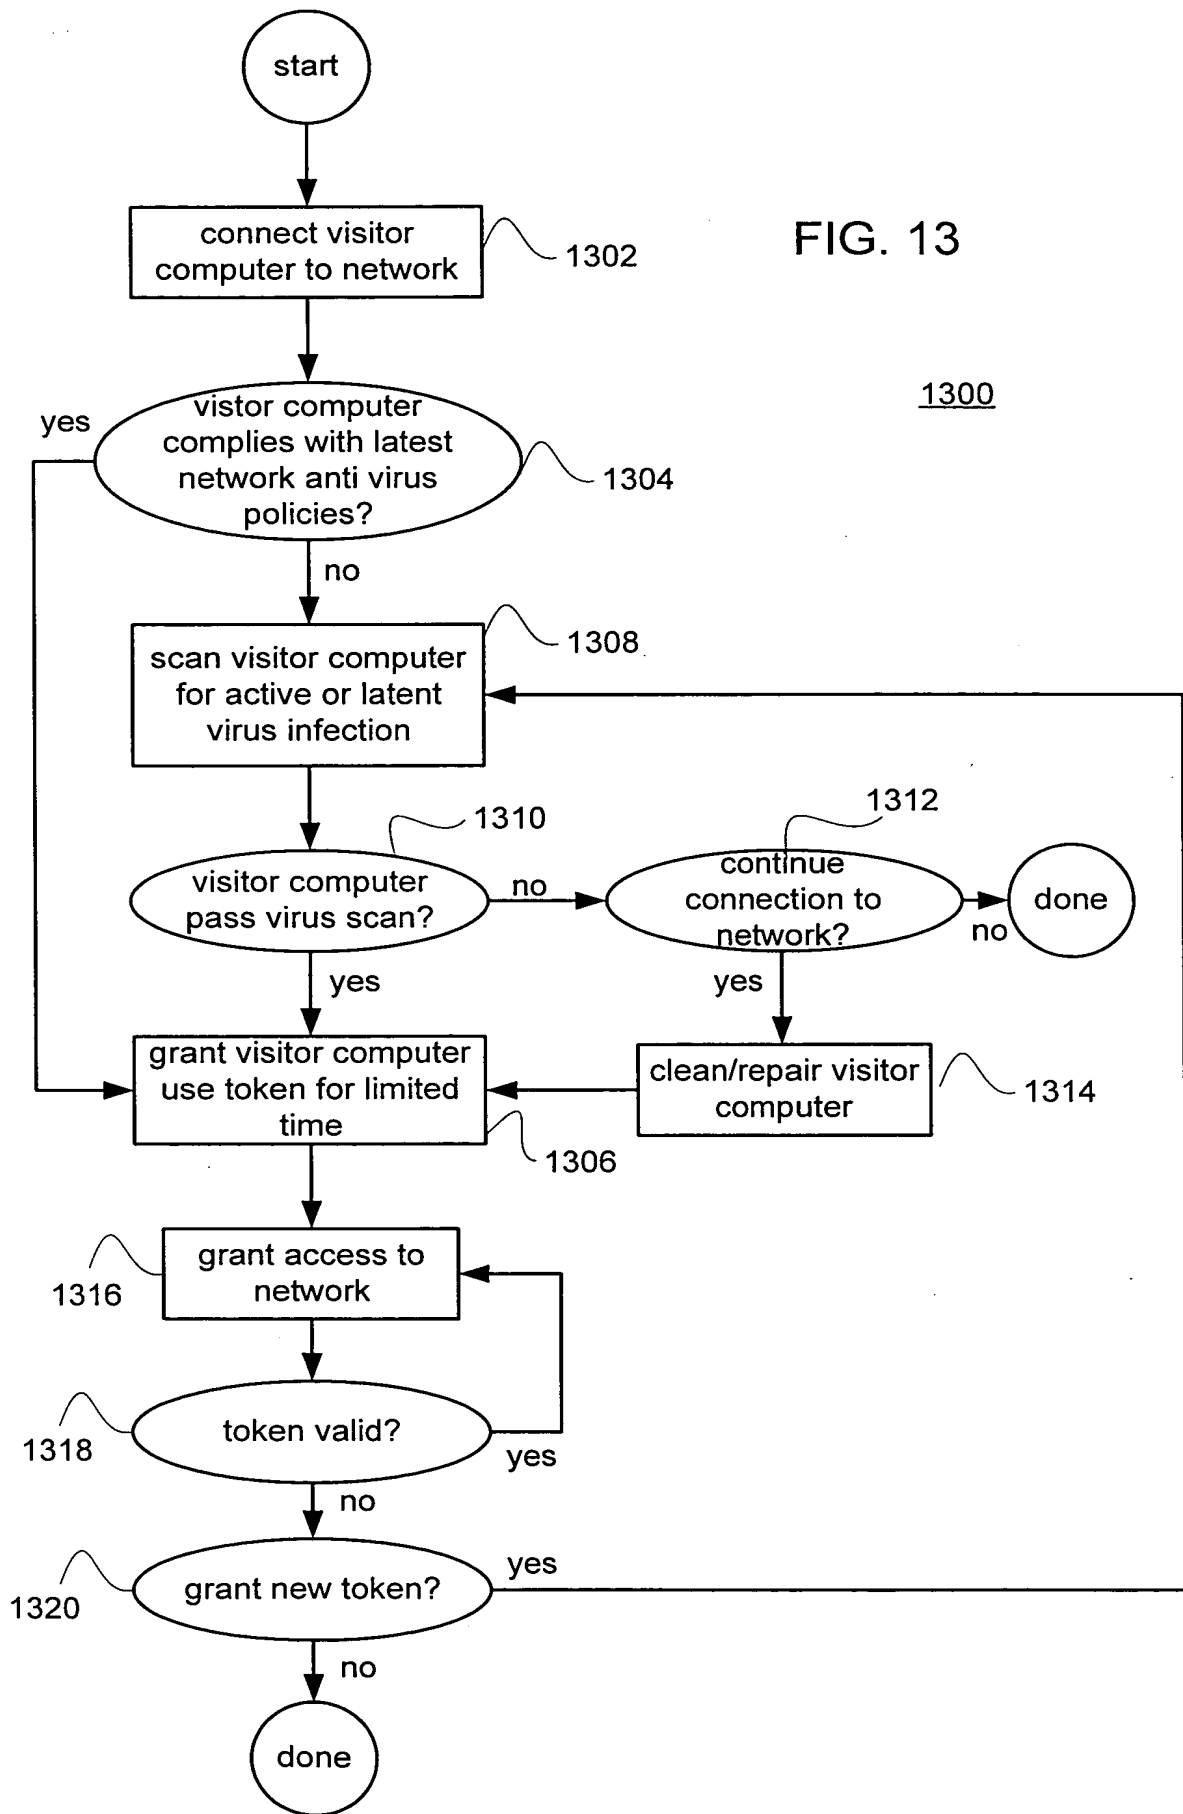 start
connect visitor
computer to network
1302
FIG. 13
1300
yes
vistor computer
complies with latest
network anti virus
policies?
1304
no
1308
scan visitor computer
for active or latent
virus infection
1310
1312
visitor computer
pass virus scan?
no
continue
connection to
network?
no
done
yes
yes
grant visitor computer
use token for limited
time
1306
clean/repair visitor
computer
1314
grant access to
network
1316
token valid?
1318
yes
no
grant new token?
yes
1320
no
done